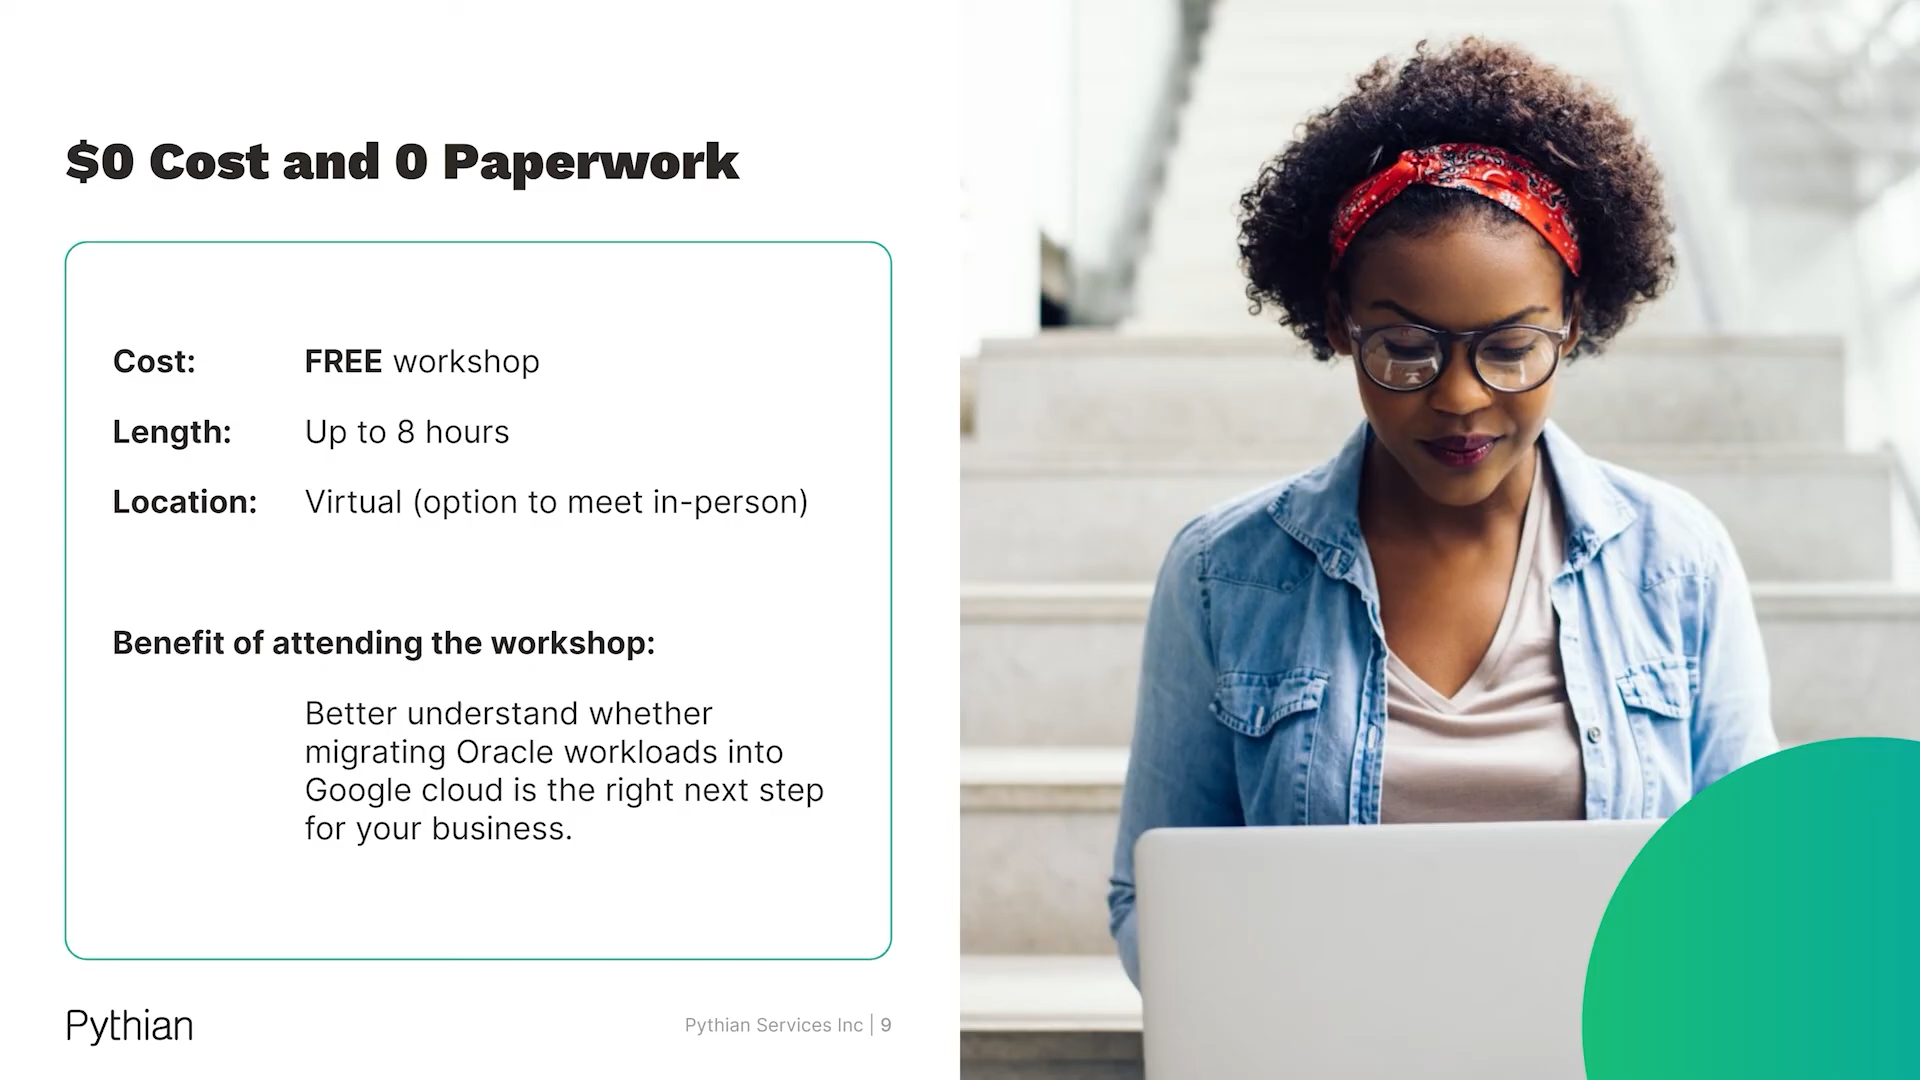 $0 Cost and 0 Paperwork
Cost: FREE workshop
Length: Up to 8 hours
Location: Virtual (option to meet in-person)
Benefit of attending the workshop:
Better understand whether
migrating Oracle workloads into
Google cloud is the right next step
for your business.
Pythian
Pythian Services Inc | 9